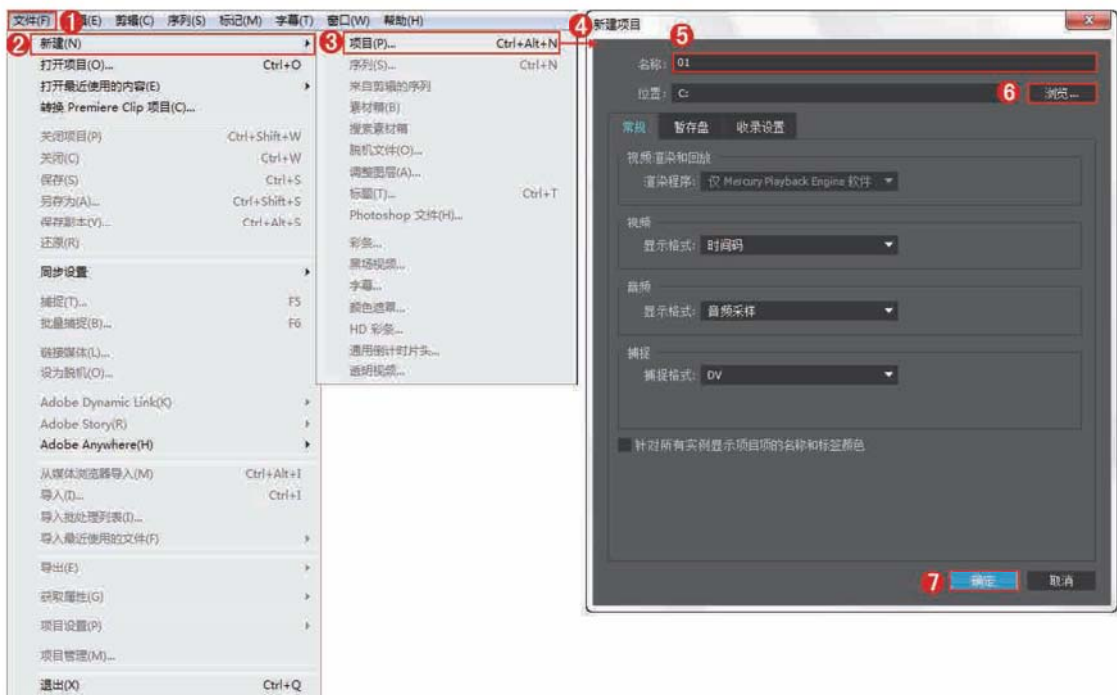 文件(F) 1 (E) 剪辑(C) 序列(S) 标记(M) 字幕(T) 窗口(W) 帮助(H)
2 新建(N)
打开项目(O)... Ctrl+O
打开最近使用的内容(E)
转换 Premiere Clip 项目(C)...
关闭项目(P) Ctrl+Shift+W
关闭(C) Ctrl+W
保存(S) Ctrl+S
另存为(A)... Ctrl+Shift+S
保存副本(Y)... Ctrl+Alt+S
还原(R)
同步设置
捕捉(T)... F5
批量捕捉(B)... F6
链接媒体(L)...
设为脱机(O)...
Adobe Dynamic Link(K)
Adobe Story(R)
Adobe Anywhere(H)
从媒体浏览器导入(M) Ctrl+Alt+I
导入(I)... Ctrl+I
导入批处理列表(I)...
导入最近使用的文件(F)
导出(E)
获取属性(G)
项目设置(P)
项目管理(M)...
退出(X) Ctrl+Q
3 项目(P)... Ctrl+Alt+N
序列(S)... Ctrl+N
来自剪辑的序列
素材箱(B)
搜索素材箱
脱机文件(O)...
调整图层(A)...
标题(T)... Ctrl+T
Photoshop 文件(H)...
彩条...
黑场视频...
字幕...
颜色遮罩...
HD 彩条...
通用倒计时片头...
透明视频...
4 新建项目
5
名称: 01
位置: C: 6 浏览...
常规 暂存盘 收录设置
视频渲染和回放
渲染程序: 仅 Mercury Playback Engine 软件
视频
显示格式: 时间码
音频
显示格式: 音频采样
捕捉
捕捉格式: DV
针对所有实例显示项目项的名称和标签颜色
7 确定 取消